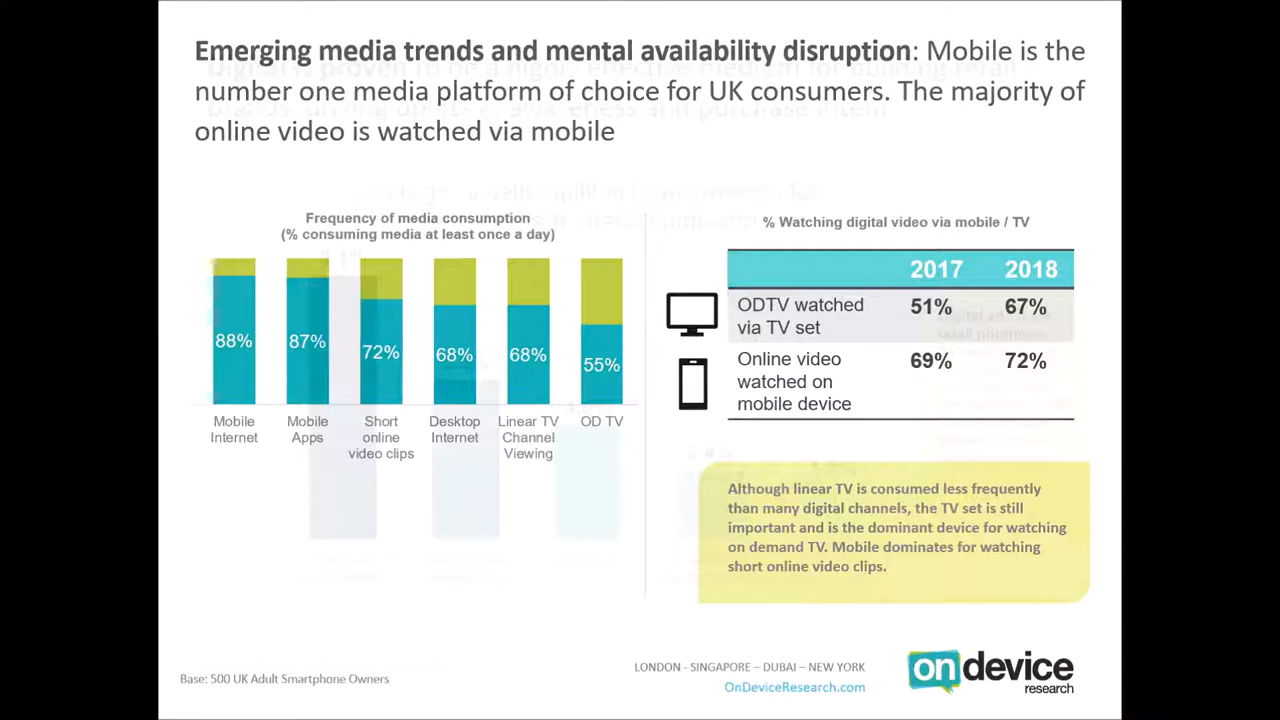 Emerging media trends and mental availability disruption: Mobile is the
number one media platform of choice for UK consumers. The majority of
online video is watched via mobile
Frequency of media consumption
(% consuming media at least once a day)
88%
87%
72%
68%
68%
55%
Mobile
Internet
Mobile
Apps
Short
online
video clips
Desktop
Internet
Linear TV
Channel
Viewing
OD TV
% Watching digital video via mobile / TV
2017 2018
ODTV watched
via TV set
51% 67%
Online video
watched on
mobile device
69% 72%
Although linear TV is consumed less frequently
than many digital channels, the TV set is still
important and is the dominant device for watching
on demand TV. Mobile dominates for watching
short online video clips.
Base: 500 UK Adult Smartphone Owners
LONDON - SINGAPORE – DUBAI – NEW YORK
OnDeviceResearch.com
on device
research